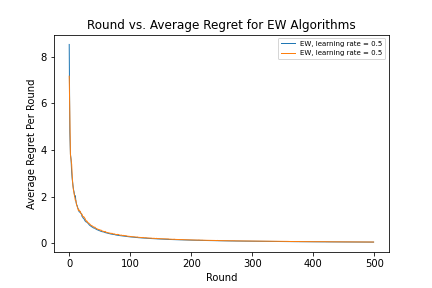 Round vs. Average Regret for EW Algorithms
EW, learning rate = 0.5
EW, learning rate = 0.5
8
6
4
2
0
Average Regret Per Round
0 100 200 300 400 500
Round